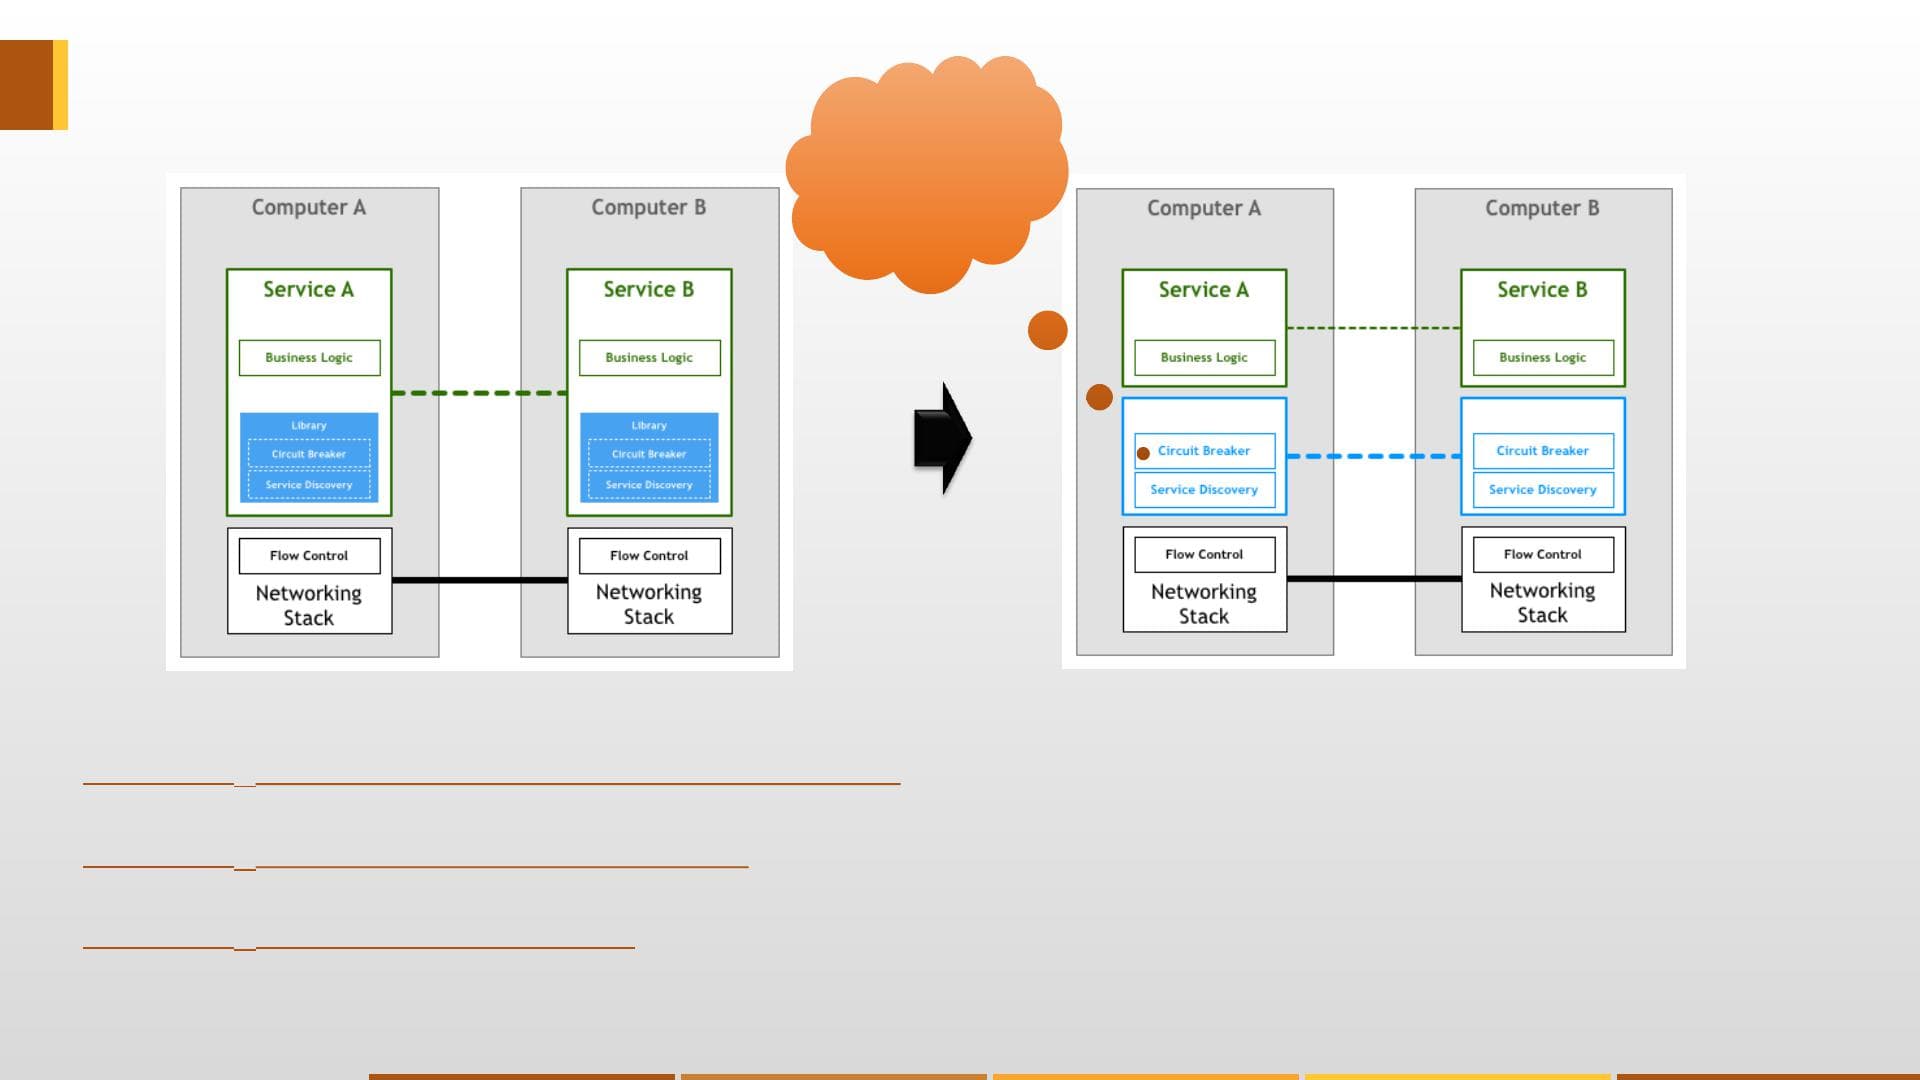 Computer A
Computer B
Service A
Service B
Business Logic
Business Logic
Library
Library
Circuit Breaker
Circuit Breaker
Service Discovery
Service Discovery
Flow Control
Flow Control
Networking
Stack
Networking
Stack
Computer A
Computer B
Service A
Service B
Business Logic
Business Logic
Circuit Breaker
Circuit Breaker
Service Discovery
Service Discovery
Flow Control
Flow Control
Networking
Stack
Networking
Stack